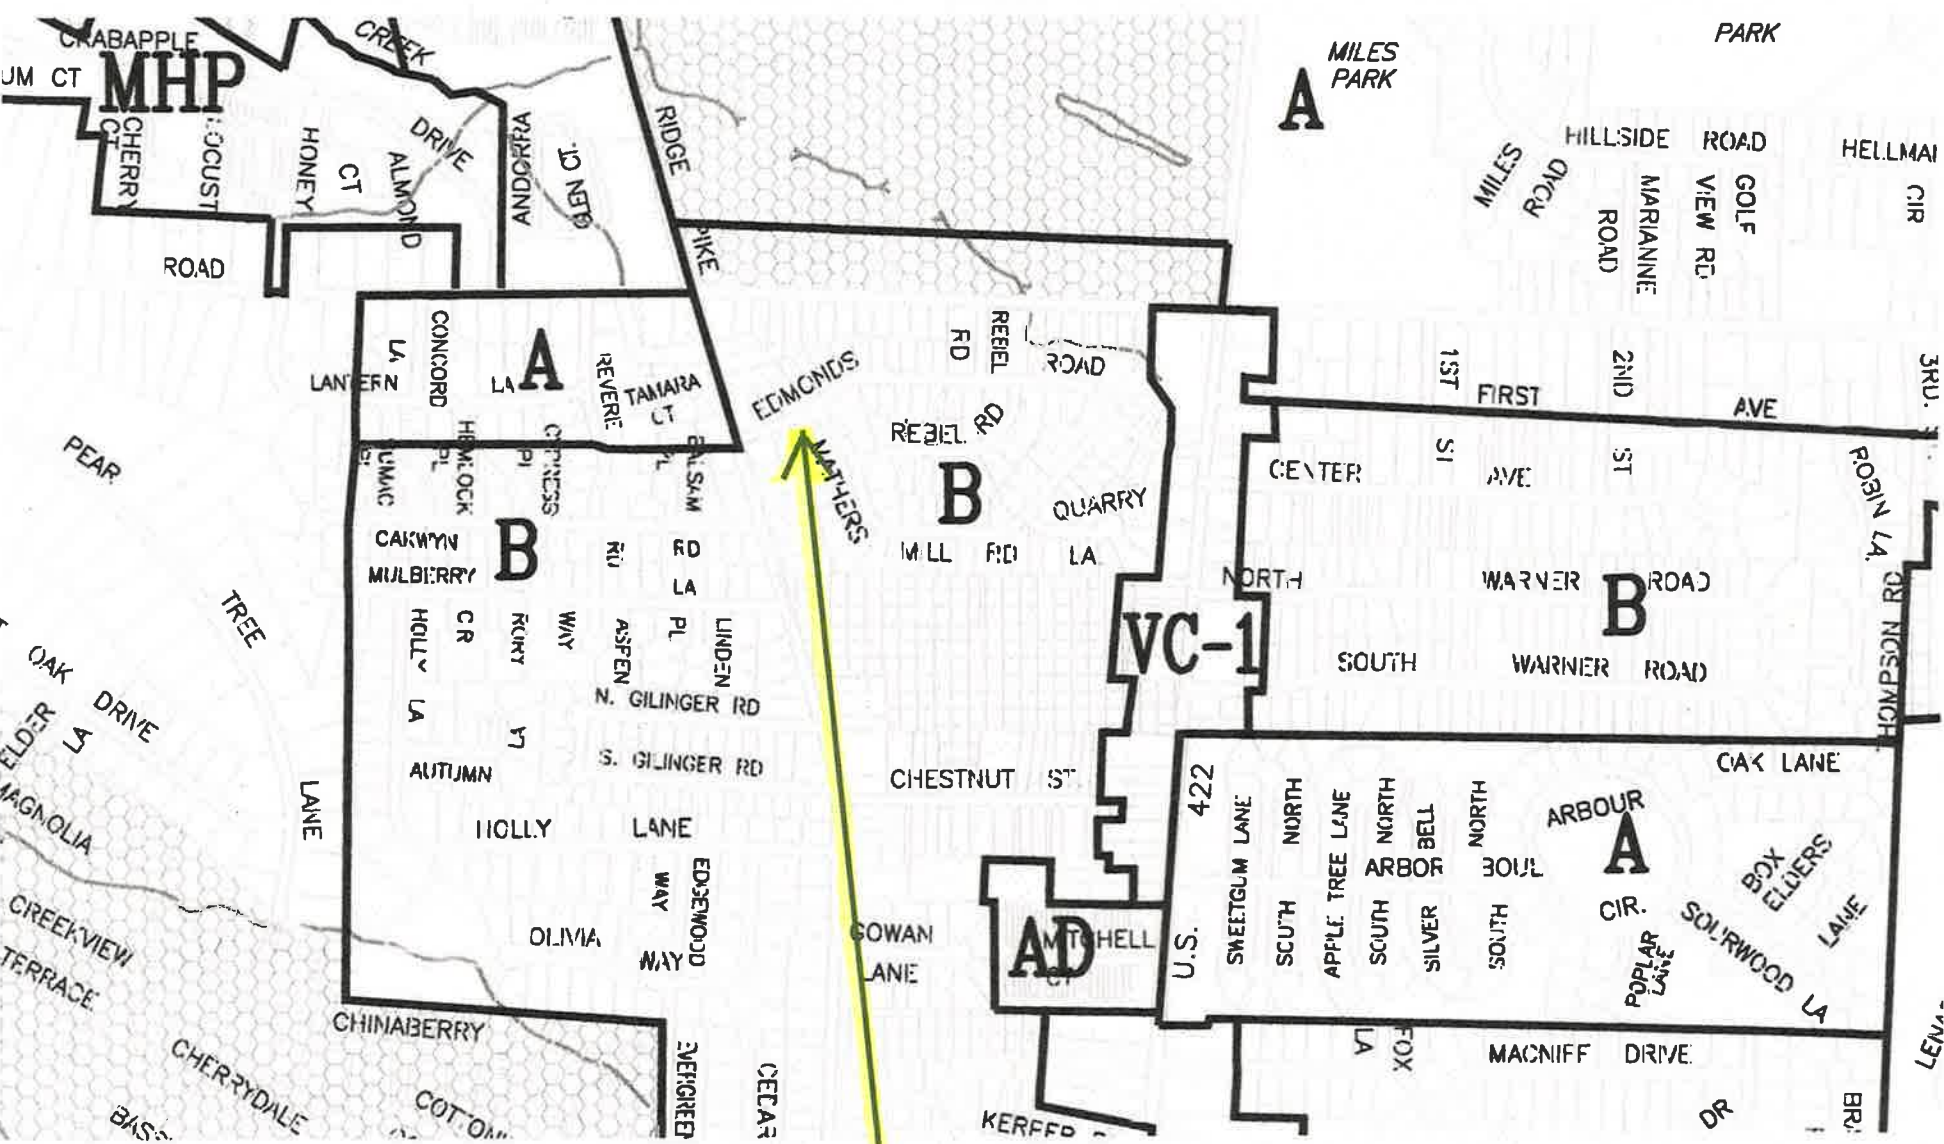 CRABAPPLE
CREEK
UM CT
MHP
CHERRY
CT
LOCUST
HONEY
CT
ALMOND
DRIVE
ANDORRA
GLEN CT.
RIDGE
PIKE
ROAD
MILES
PARK
A
PARK
HILLSIDE ROAD
MILES
ROAD
MARIANNE
ROAD
GOLF
VIEW RD
HELLMAN
CIR
CONCORD
LA
LANTERN
LA
A
REVERIE
TAMARA
CT
EDMONDS
REBEL
RD
ROAD
REBEL RD
MATHERS
B
QUARRY
MILL RD LA
1ST
2ND
3RD.
FIRST AVE
ST
ST
CENTER AVE
ROBIN LA.
PEAR
TREE
LANE
SUMAC
HEMLOCK
PL
CYPRESS
PL
BALSAM
PL
OAKWYN
MULBERRY
B
RD
RD
LA
HOLLY
LA
CIR
WAY
ASPEN
PL
LINDEN
N. GILINGER RD
S. GILINGER RD
NORTH WARNER ROAD
B
VC-1
SOUTH WARNER ROAD
THOMPSON RD
OAK
DRIVE
ELDER
LA
MAGNOLIA
AUTUMN
HOLLY LANE
CHESTNUT ST.
OAK LANE
U.S. 422
SWEETGUM LANE
NORTH
SOUTH
APPLE TREE LANE
NORTH
SOUTH
BELL
SILVER
NORTH
SOUTH
ARBOR BOUL
ARBOUR
CIR.
A
BOX
ELDERS
LANE
SOURWOOD LA
POPLAR
LANE
CREEKVIEW
TERRACE
EDGEWOOD
WAY
OLIVIA
WAY
GOWAN
LANE
AD
MITCHELL
CT
CHINABERRY
CHERRYDALE
EVERGREEN
CEDAR
FOX
LA
MACNIFF DRIVE
DR